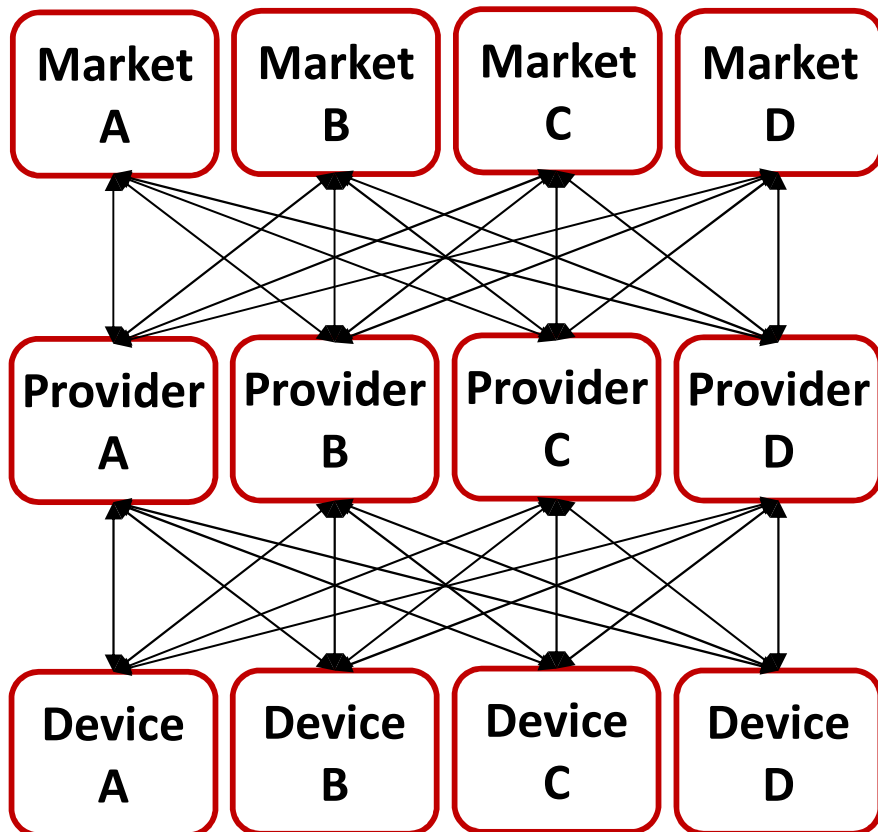 Market
A
Market
B
Market
C
Market
D
Provider
A
Provider
B
Provider
C
Provider
D
Device
A
Device
B
Device
C
Device
D